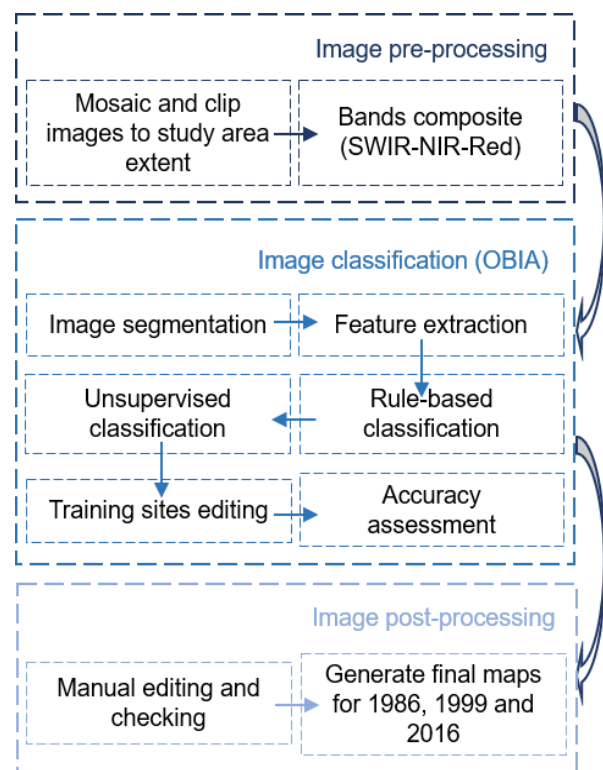 Image pre-processing
Mosaic and clip
images to study area
extent
Bands composite
(SWIR-NIR-Red)
Image classification (OBIA)
Image segmentation
Feature extraction
Unsupervised
classification
Rule-based
classification
Training sites editing
Accuracy
assessment
Image post-processing
Manual editing and
checking
Generate final maps
for 1986, 1999 and
2016